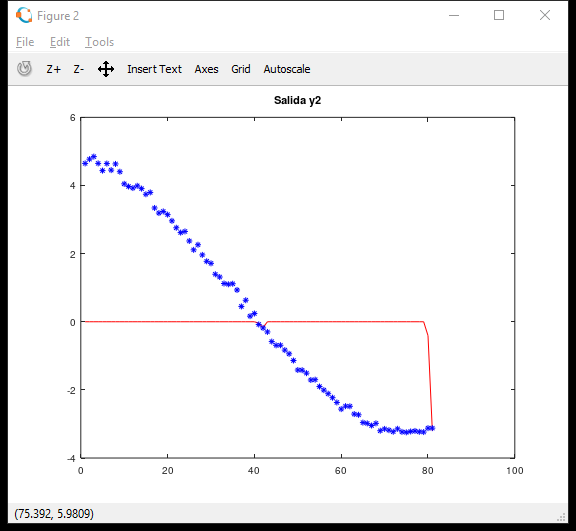 Figure 2
File Edit Tools
Z+ Z- Insert Text Axes Grid Autoscale
Salida y2
6
4
2
0
-2
-4
0 20 40 60 80 100
(75.392, 5.9809)